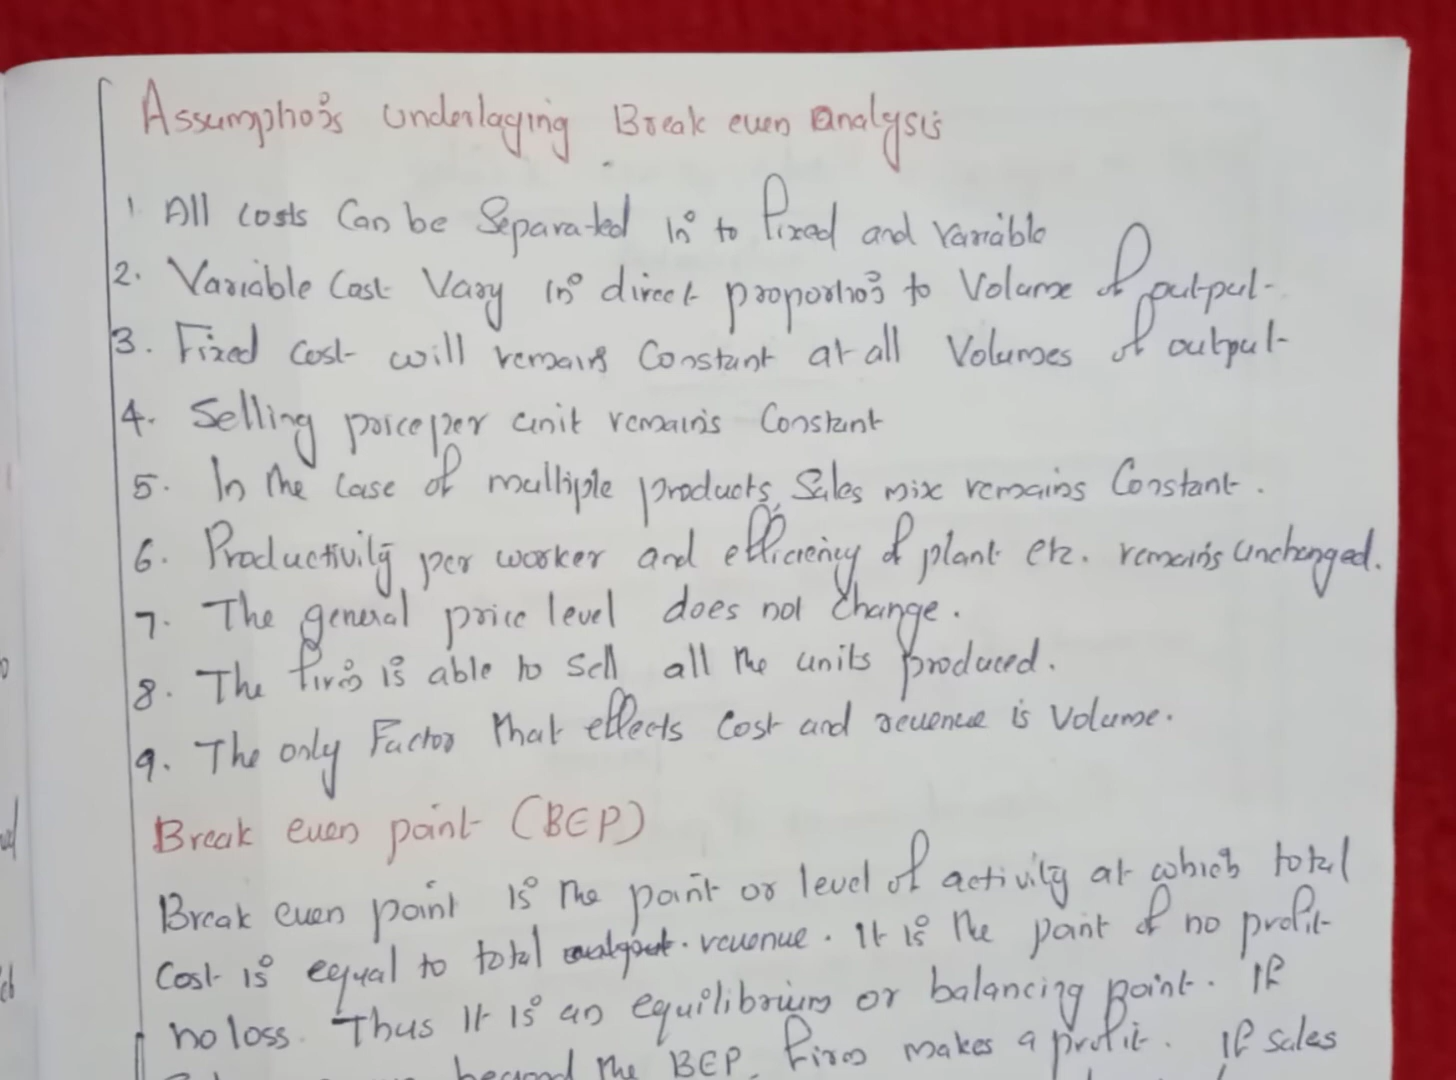 Assumptions underlaying Break even analysis
1. All costs Can be Separated in to fixed and variable
2. Variable Cost Vary in direct proportion to Volume of output
3. Fixed Cost will remains Constant at all Volumes of output
4. Selling price per unit remains Constant
5. In the case of multiple products, Sales mix remains Constant.
6. Productivity per worker and efficiency of plant etc. remains unchanged.
7. The general price level does not change.
8. The firm is able to sell all the units produced.
9. The only Factor that effects Cost and revenue is Volume.
Break even point (BEP)
Break even point is the point or level of activity at which total
Cost is equal to total revenue. It is the point of no profit
no loss. Thus It is an equilibrium or balancing point. If
beyond the BEP, firm makes a profit. If sales